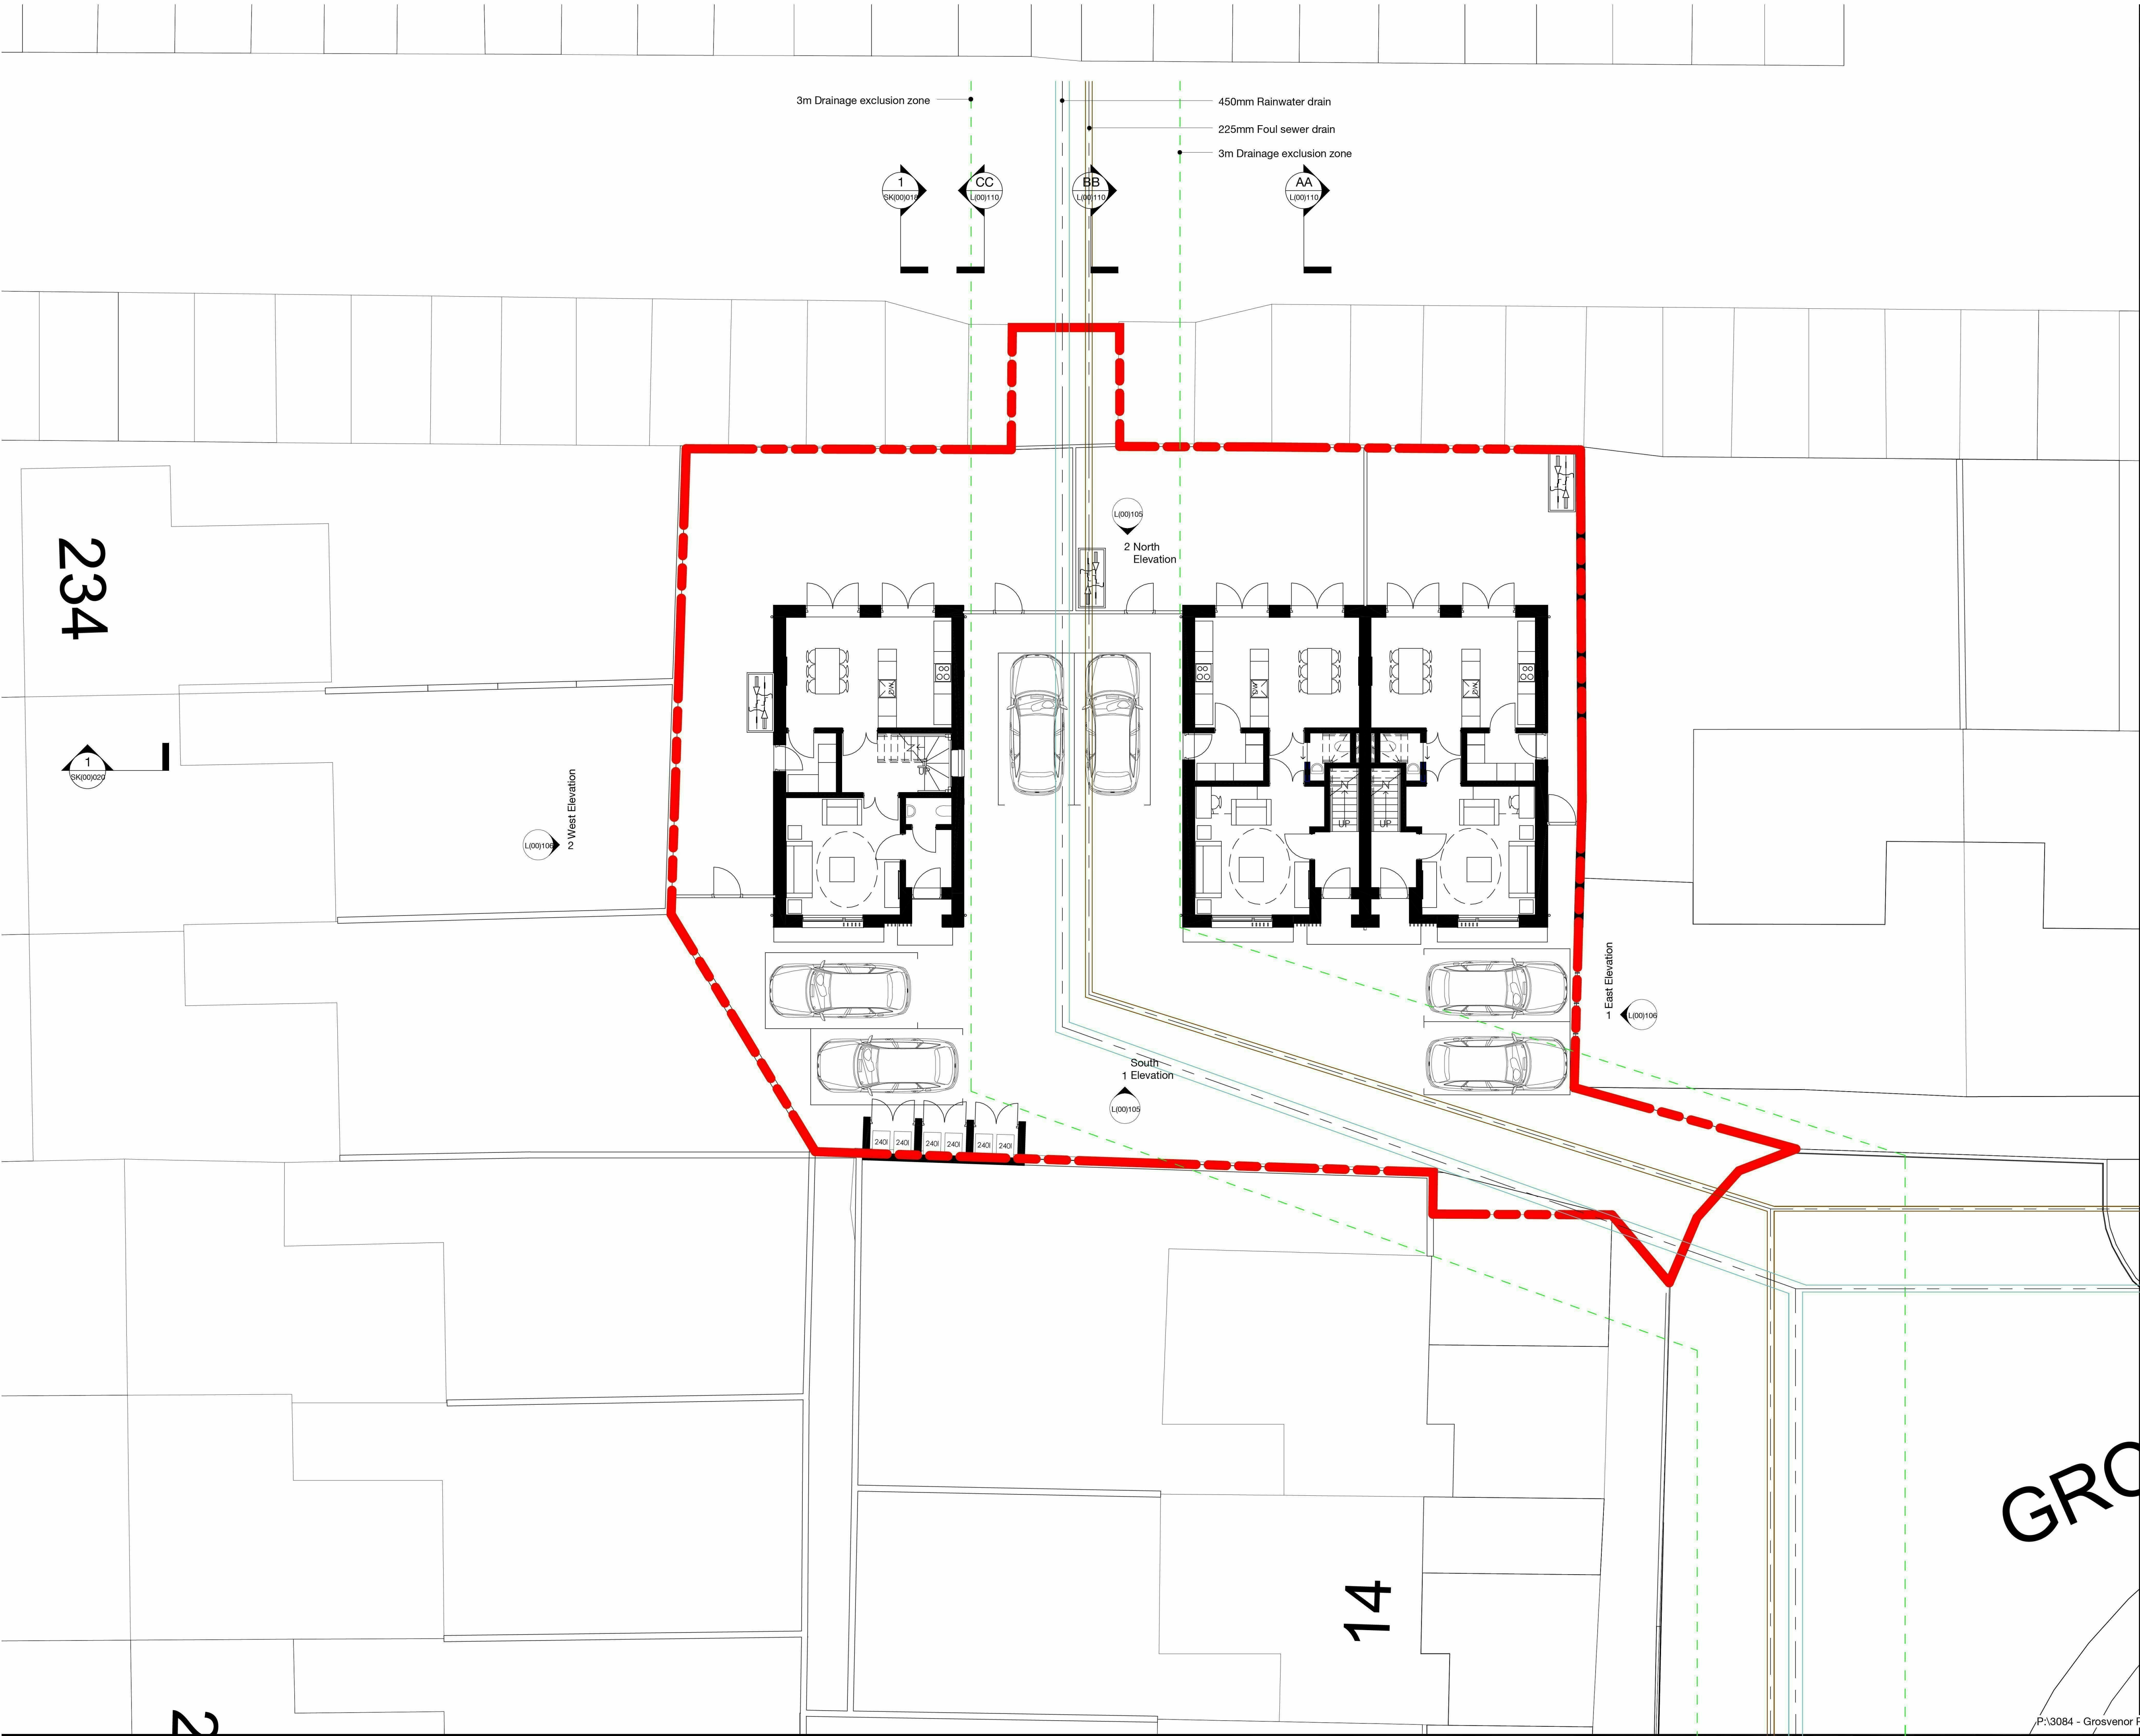 3m Drainage exclusion zone
450mm Rainwater drain
225mm Foul sewer drain
3m Drainage exclusion zone
1
CC
L(00)110
BB
L(00)110
AA
L(00)110
L(00)105
2 North
Elevation
234
1
SK(00)020
L(00)106
2 West Elevation
UP
UP
UP
1 East Elevation
L(00)106
South
1 Elevation
L(00)105
240l
240l
240l
240l
240l
240l
14
GRO
2
P:\3084 - Grosvenor